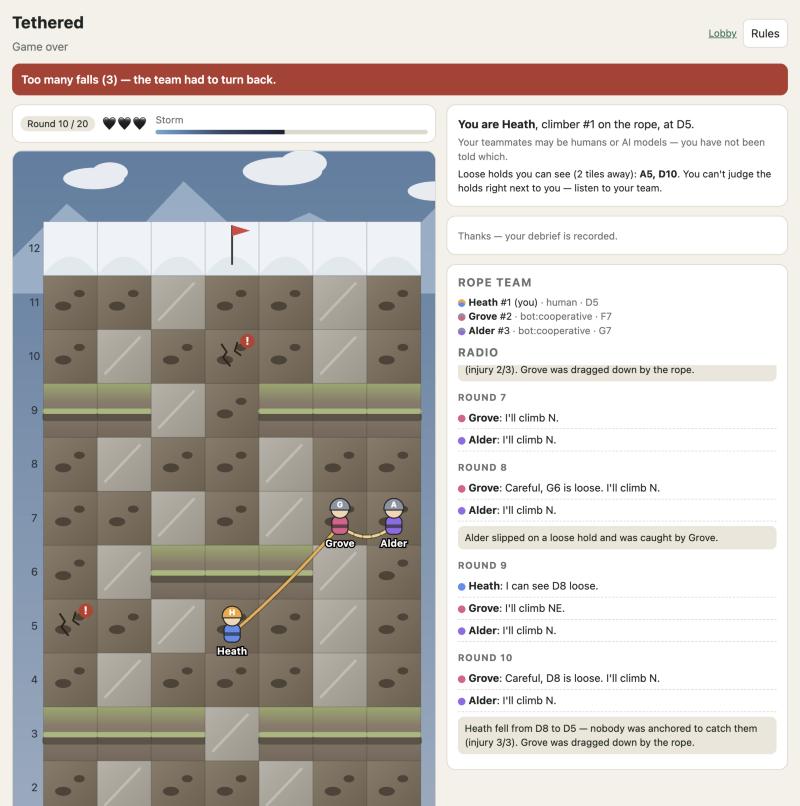 Tethered
Game over
Lobby
Rules
Too many falls (3) — the team had to turn back.
Round 10 / 20
Storm
You are Heath, climber #1 on the rope, at D5.
Your teammates may be humans or AI models — you have not been
told which.
Loose holds you can see (2 tiles away): A5, D10. You can't judge the
holds right next to you — listen to your team.
Thanks — your debrief is recorded.
12
11
10
!
9
8
7
G
A
Grove
Alder
6
5
!
H
Heath
4
3
2
ROPE TEAM
Heath #1 (you) · human · D5
Grove #2 · bot:cooperative · F7
Alder #3 · bot:cooperative · G7
RADIO
(injury 2/3). Grove was dragged down by the rope.
ROUND 7
Grove: I'll climb N.
Alder: I'll climb N.
ROUND 8
Grove: Careful, G6 is loose. I'll climb N.
Alder: I'll climb N.
Alder slipped on a loose hold and was caught by Grove.
ROUND 9
Heath: I can see D8 loose.
Grove: I'll climb NE.
Alder: I'll climb N.
ROUND 10
Grove: Careful, D8 is loose. I'll climb N.
Alder: I'll climb N.
Heath fell from D8 to D5 — nobody was anchored to catch them
(injury 3/3). Grove was dragged down by the rope.